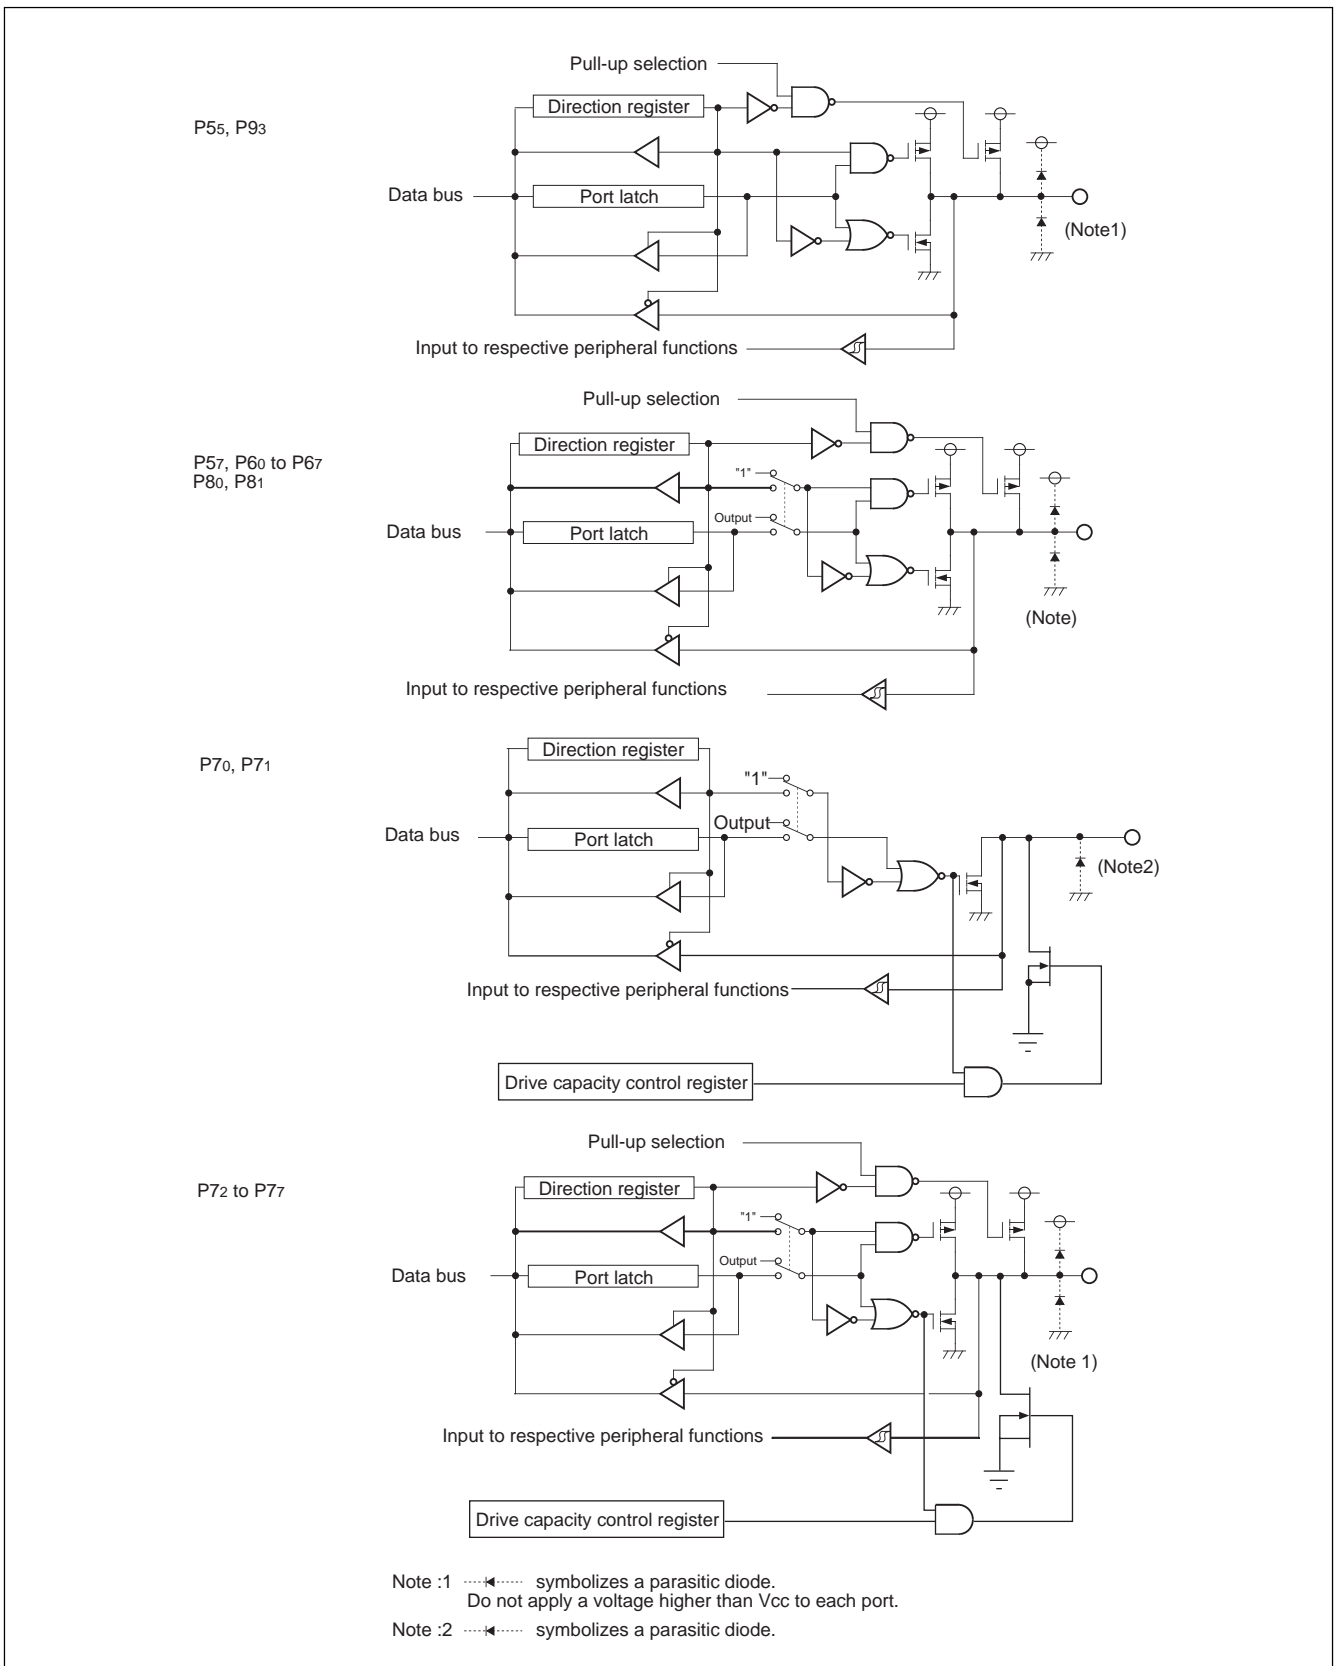 Pull-up selection
Direction register
P55, P93
Data bus
Port latch
(Note1)
Input to respective peripheral functions
Pull-up selection
Direction register
P57, P60 to P67
P80, P81
"1"
Output
Data bus
Port latch
(Note)
Input to respective peripheral functions
Direction register
P70, P71
"1"
Output
Data bus
Port latch
(Note2)
Input to respective peripheral functions
Drive capacity control register
Pull-up selection
P72 to P77
Direction register
"1"
Output
Data bus
Port latch
(Note 1)
Input to respective peripheral functions
Drive capacity control register
Note :1 symbolizes a parasitic diode.
Do not apply a voltage higher than Vcc to each port.
Note :2 symbolizes a parasitic diode.